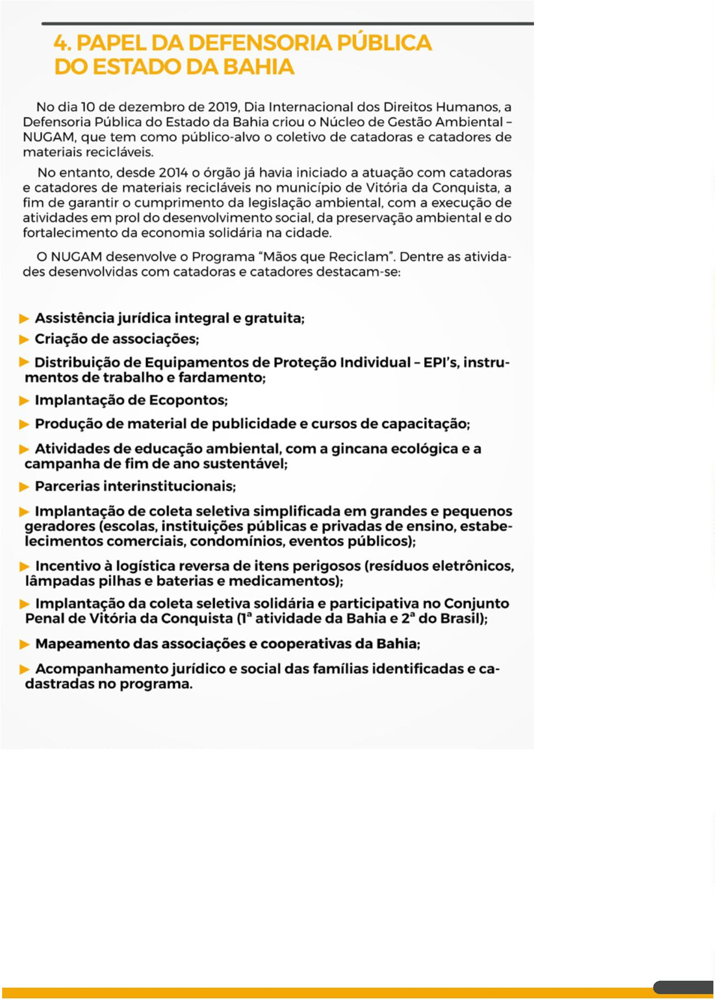 4. PAPEL DA DEFENSORIA PÚBLICA
DO ESTADO DA BAHIA
No dia 10 de dezembro de 2019, Dia Internacional dos Direitos Humanos, a
Defensoria Pública do Estado da Bahia criou o Núcleo de Gestão Ambiental –
NUGAM, que tem como público-alvo o coletivo de catadoras e catadores de
materiais recicláveis.
No entanto, desde 2014 o órgão já havia iniciado a atuação com catadoras
e catadores de materiais recicláveis no município de Vitória da Conquista, a
fim de garantir o cumprimento da legislação ambiental, com a execução de
atividades em prol do desenvolvimento social, da preservação ambiental e do
fortalecimento da economia solidária na cidade.
O NUGAM desenvolve o Programa “Mãos que Reciclam”. Dentre as ativida-
des desenvolvidas com catadoras e catadores destacam-se:
► Assistência jurídica integral e gratuita;
► Criação de associações;
► Distribuição de Equipamentos de Proteção Individual – EPI’s, instru-
mentos de trabalho e fardamento;
► Implantação de Ecopontos;
► Produção de material de publicidade e cursos de capacitação;
► Atividades de educação ambiental, com a gincana ecológica e a
campanha de fim de ano sustentável;
► Parcerias interinstitucionais;
► Implantação de coleta seletiva simplificada em grandes e pequenos
geradores (escolas, instituições públicas e privadas de ensino, estabe-
lecimentos comerciais, condomínios, eventos públicos);
► Incentivo à logística reversa de itens perigosos (resíduos eletrônicos,
lâmpadas pilhas e baterias e medicamentos);
► Implantação da coleta seletiva solidária e participativa no Conjunto
Penal de Vitória da Conquista (1ª atividade da Bahia e 2ª do Brasil);
► Mapeamento das associações e cooperativas da Bahia;
► Acompanhamento jurídico e social das famílias identificadas e ca-
dastradas no programa.